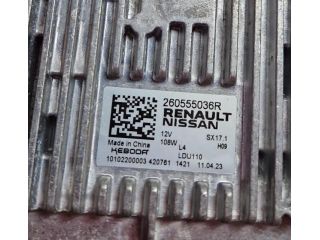 D100
260555036R
RENAULT
NISSAN
12V SX17.1
Made in China 108W L4 H09
KEBODA LDU110
10102200003 420761 1421 11.04.23